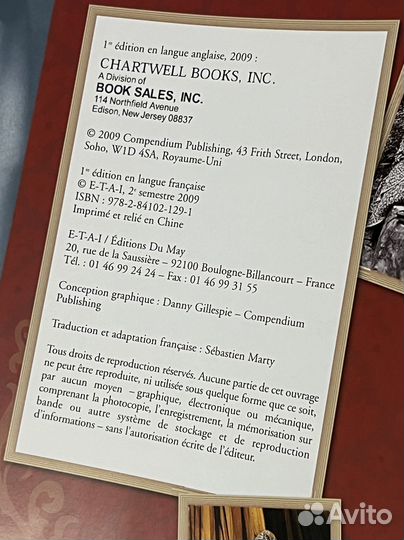 1re édition en langue anglaise, 2009 :
CHARTWELL BOOKS, INC.
A Division of
BOOK SALES, INC.
114 Northfield Avenue
Edison, New Jersey 08837
© 2009 Compendium Publishing, 43 Frith Street, London,
Soho, W1D 4SA, Royaume-Uni
1re édition en langue française
© E-T-A-I, 2e semestre 2009
ISBN : 978-2-84102-129-1
Imprimé et relié en Chine
E-T-A-I / Éditions Du May
20, rue de la Saussière – 92100 Boulogne-Billancourt – France
Tél. : 01 46 99 24 24 – Fax : 01 46 99 31 55
Conception graphique : Danny Gillespie – Compendium
Publishing
Traduction et adaptation française : Sébastien Marty
Tous droits de reproduction réservés. Aucune partie de cet ouvrage
ne peut être reproduite, ni utilisée sous quelque forme que ce soit,
par aucun moyen – graphique, électronique ou mécanique,
comprenant la photocopie, l'enregistrement, la mémorisation sur
bande ou autre système de stockage et de reproduction
d'informations – sans l'autorisation écrite de l'éditeur.
Avito